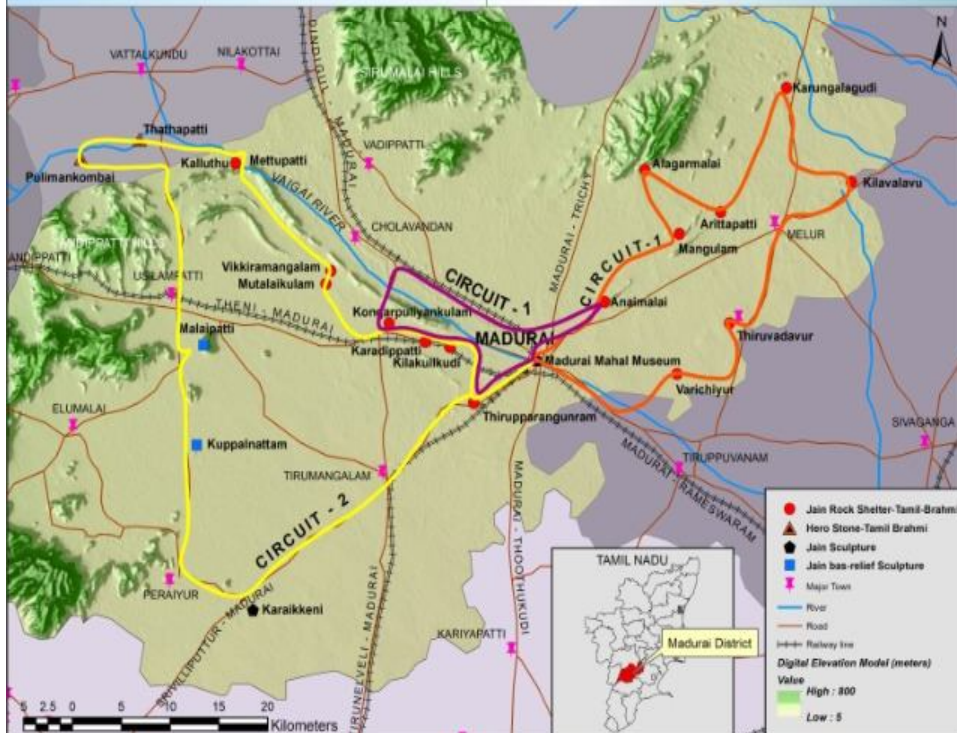 N
VATTALKUNDU
NILAKOTTAI
SIRUMALAI HILLS
DINDIGUL - MADURAI
Karungalagudi
Thathapatti
Kalluthu
Mettupatti
VADIPATTI
Alagarmalai
Kilavalavu
Pulimankombai
VAIGAI RIVER
CHOLAVANDAN
MADURAI - TRICHY
Arittapatti
Mangulam
MELUR
ANDIPPATTI HILLS
ANDIPPATTI
USILAMPATTI
Vikkiramangalam
Mutalaikulam
THENI - MADURAI
CIRCUIT - 1
CIRCUIT - 1
Anaimalai
Kongarpuliyankulam
MADURAI
Malaipatti
Karadippatti
Kilakullkudi
Madurai Mahal Museum
Thiruvadavur
Varichiyur
Thirupparangunram
ELUMALAI
Kuppalnattam
TIRUMANGALAM
SIVAGANGA
TIRUPPUVANAM
MADURAI - RAMESWARAM
MADURAI - THOOTHUKUDI
CIRCUIT - 2
PERAIYUR
Karaikkeni
SRIVILLIPUTTUR - MADURAI
TIRUNELVELI - MADURAI
KARIYAPATTI
TAMIL NADU
Madurai District
Jain Rock Shelter-Tamil-Brahmi
Hero Stone-Tamil Brahmi
Jain Sculpture
Jain bas-relief Sculpture
Major Town
River
Road
Railway line
Digital Elevation Model (meters)
Value
High : 800
Low : 5
5 2.5 0 5 10 15 20
Kilometers